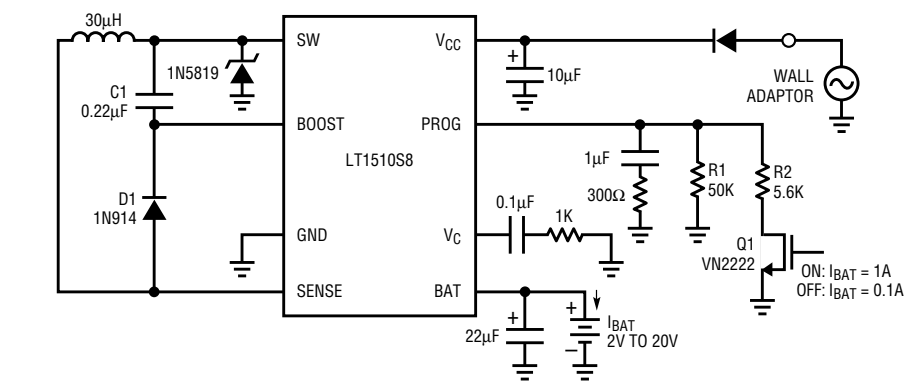 30μH
SW
VCC
1N5819
+
10μF
WALL
ADAPTOR
C1
0.22μF
BOOST
PROG
LT1510S8
1μF
300Ω
R1
50K
R2
5.6K
D1
1N914
0.1μF
1K
GND
VC
Q1
VN2222
ON: IBAT = 1A
OFF: IBAT = 0.1A
SENSE
BAT
+
22μF
+
–
IBAT
2V TO 20V